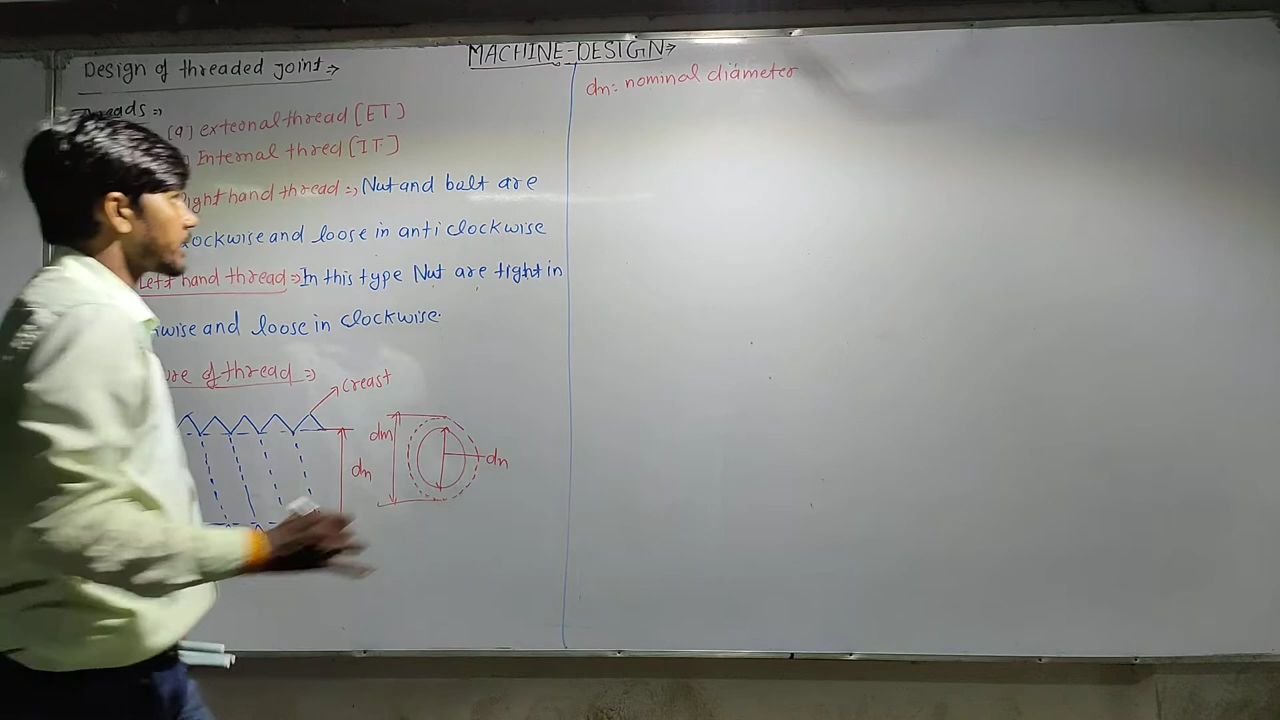 MACHINE-DESIGN
Design of threaded joint
(a) external thread [ET]
Internal thred [IT]
hand thread Nut and bolt are
and loose in anti clockwise
Left hand thread In this type Nut are tight in
and loose in clockwise.
of thread
creast
dm
dn
dn
dn: nominal diameter